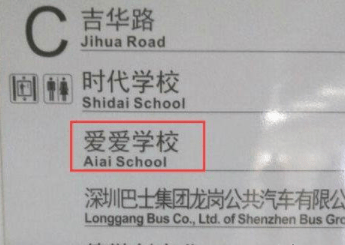 C
吉华路
Jihua Road
时代学校
Shidai School
爱爱学校
Aiai School
深圳巴士集团龙岗公共汽车有限公
Longgang Bus Co., Ltd. of Shenzhen Bus Gro